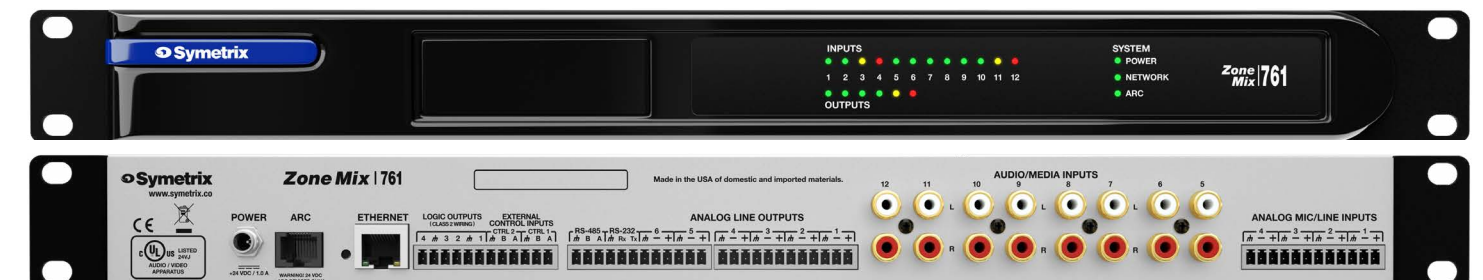 Symetrix
INPUTS
1 2 3 4 5 6 7 8 9 10 11 12
OUTPUTS
SYSTEM
POWER
NETWORK
ARC
Zone Mix | 761
Symetrix
www.symetrix.co
Zone Mix | 761
Made in the USA of domestic and imported materials.
CE
C UL US LISTED 24VJ
AUDIO / VIDEO
APPARATUS
POWER
+24 VDC / 1.0 A
ARC
WARNING! 24 VDC
ETHERNET
LOGIC OUTPUTS
(CLASS 2 WIRING)
4 3 2 1
EXTERNAL
CONTROL INPUTS
CTRL 2 CTRL 1
B A B A
RS-485 RS-232
B A Rx Tx
ANALOG LINE OUTPUTS
6 5 4 3 2 1
- + - + - + - + - + - +
AUDIO/MEDIA INPUTS
12 11 10 9 8 7 6 5
L L L
R R R
ANALOG MIC/LINE INPUTS
4 3 2 1
- + - + - + - +